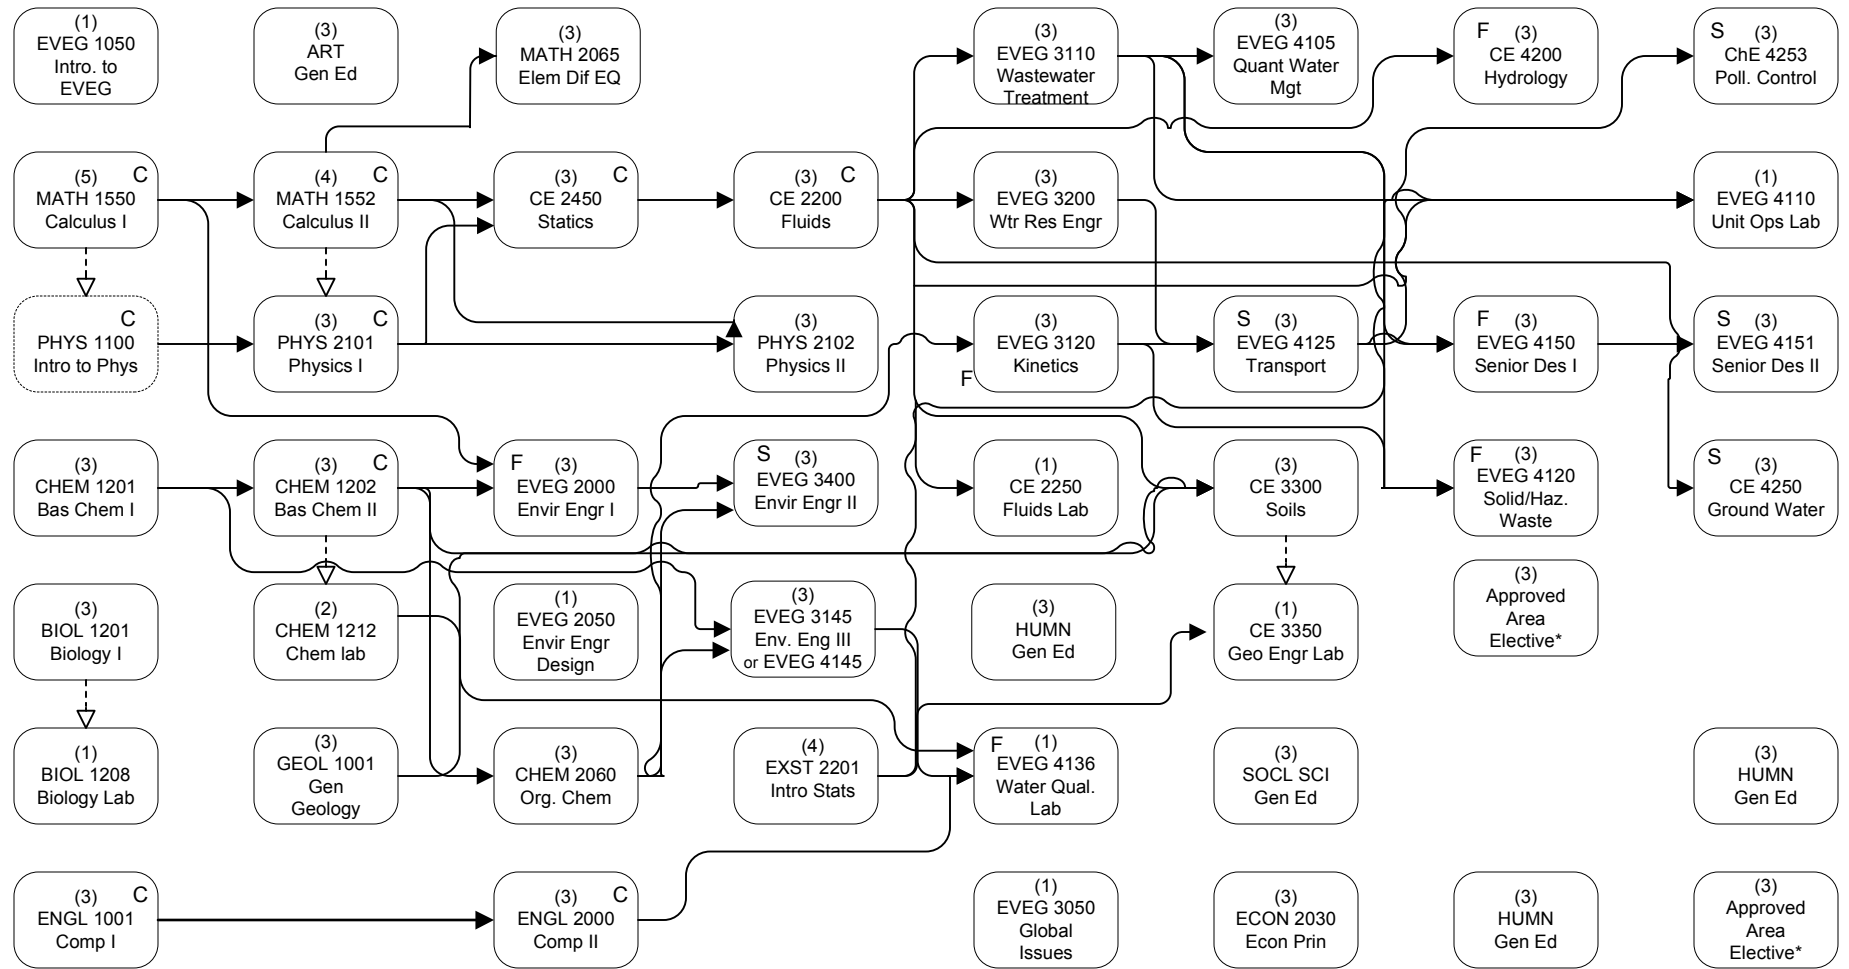 (1)
EVEG 1050
Intro. to
EVEG
(3)
ART
Gen Ed
(3)
MATH 2065
Elem Dif EQ
(3)
EVEG 3110
Wastewater
Treatment
(3)
EVEG 4105
Quant Water
Mgt
F (3)
CE 4200
Hydrology
S (3)
ChE 4253
Poll. Control
(5) C
MATH 1550
Calculus I
(4) C
MATH 1552
Calculus II
(3) C
CE 2450
Statics
(3) C
CE 2200
Fluids
(3)
EVEG 3200
Wtr Res Engr
(1)
EVEG 4110
Unit Ops Lab
C
PHYS 1100
Intro to Phys
(3) C
PHYS 2101
Physics I
(3)
PHYS 2102
Physics II
(3)
EVEG 3120
Kinetics
F
S (3)
EVEG 4125
Transport
F (3)
EVEG 4150
Senior Des I
S (3)
EVEG 4151
Senior Des II
(3)
CHEM 1201
Bas Chem I
(3) C
CHEM 1202
Bas Chem II
F (3)
EVEG 2000
Envir Engr I
S (3)
EVEG 3400
Envir Engr II
(1)
CE 2250
Fluids Lab
(3)
CE 3300
Soils
F (3)
EVEG 4120
Solid/Haz.
Waste
S (3)
CE 4250
Ground Water
(3)
BIOL 1201
Biology I
(2)
CHEM 1212
Chem lab
(1)
EVEG 2050
Envir Engr
Design
(3)
EVEG 3145
Env. Eng III
or EVEG 4145
(3)
HUMN
Gen Ed
(1)
CE 3350
Geo Engr Lab
(3)
Approved
Area
Elective*
(1)
BIOL 1208
Biology Lab
(3)
GEOL 1001
Gen
Geology
(3)
CHEM 2060
Org. Chem
(4)
EXST 2201
Intro Stats
F (1)
EVEG 4136
Water Qual.
Lab
(3)
SOCL SCI
Gen Ed
(3)
HUMN
Gen Ed
(3) C
ENGL 1001
Comp I
(3) C
ENGL 2000
Comp II
(1)
EVEG 3050
Global
Issues
(3)
ECON 2030
Econ Prin
(3)
HUMN
Gen Ed
(3)
Approved
Area
Elective*